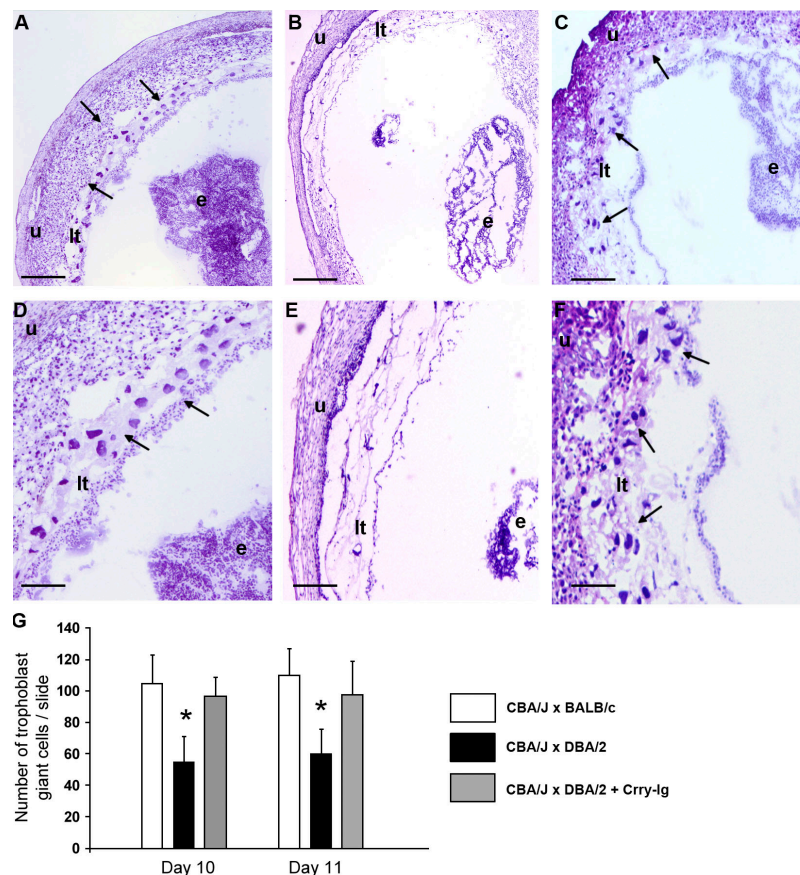 A
u
lt
e
B
u
lt
e
C
u
lt
e
D
u
lt
e
E
u
lt
e
F
u
lt
G
Number of trophoblast
giant cells / slide
140
120
100
80
60
40
20
0
*
*
Day 10
Day 11
CBA/J x BALB/c
CBA/J x DBA/2
CBA/J x DBA/2 + Crry-Ig